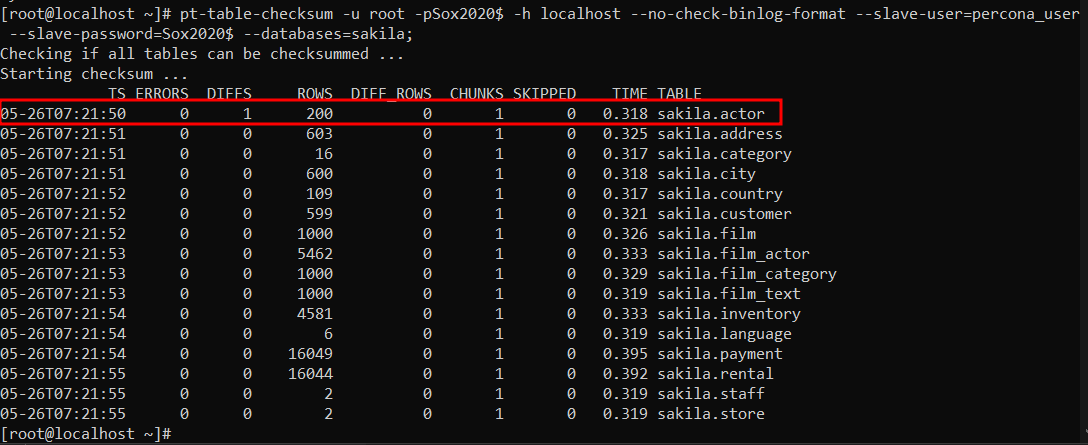 [root@localhost ~]# pt-table-checksum -u root -pSox2020$ -h localhost --no-check-binlog-format --slave-user=percona_user
 --slave-password=Sox2020$ --databases=sakila;
Checking if all tables can be checksummed ...
Starting checksum ...
            TS ERRORS  DIFFS     ROWS  DIFF_ROWS  CHUNKS SKIPPED    TIME TABLE
05-26T07:21:50      0      1      200          0       1       0   0.318 sakila.actor
05-26T07:21:51      0      0      603          0       1       0   0.325 sakila.address
05-26T07:21:51      0      0       16          0       1       0   0.317 sakila.category
05-26T07:21:51      0      0      600          0       1       0   0.318 sakila.city
05-26T07:21:52      0      0      109          0       1       0   0.317 sakila.country
05-26T07:21:52      0      0      599          0       1       0   0.321 sakila.customer
05-26T07:21:52      0      0     1000          0       1       0   0.326 sakila.film
05-26T07:21:53      0      0     5462          0       1       0   0.333 sakila.film_actor
05-26T07:21:53      0      0     1000          0       1       0   0.329 sakila.film_category
05-26T07:21:53      0      0     1000          0       1       0   0.319 sakila.film_text
05-26T07:21:54      0      0     4581          0       1       0   0.333 sakila.inventory
05-26T07:21:54      0      0        6          0       1       0   0.319 sakila.language
05-26T07:21:54      0      0    16049          0       1       0   0.395 sakila.payment
05-26T07:21:55      0      0    16044          0       1       0   0.392 sakila.rental
05-26T07:21:55      0      0        2          0       1       0   0.319 sakila.staff
05-26T07:21:55      0      0        2          0       1       0   0.319 sakila.store
[root@localhost ~]#